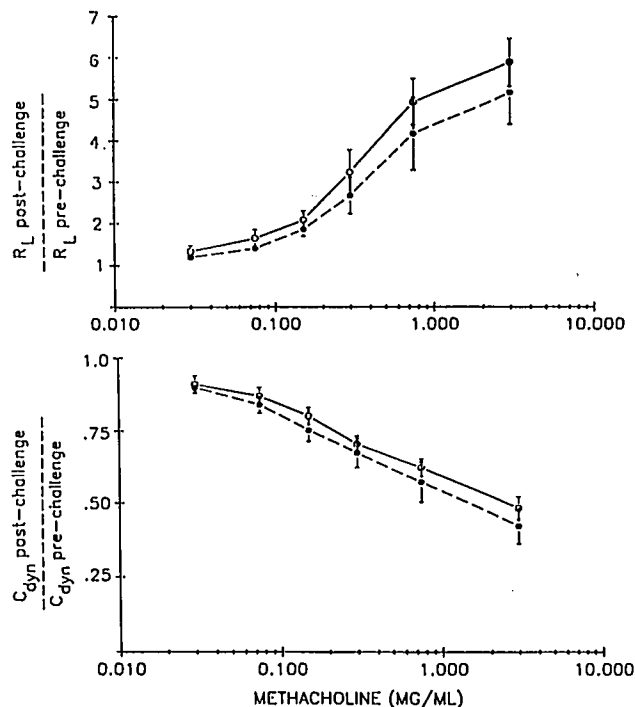 7
6
5
4
3
2
1
R_L post-challenge
R_L pre-challenge
0.010 0.100 1.000 10.000
1.0
.75
.50
.25
C_dyn post-challenge
C_dyn pre-challenge
0.010 0.100 1.000 10.000
METHACHOLINE (MG/ML)